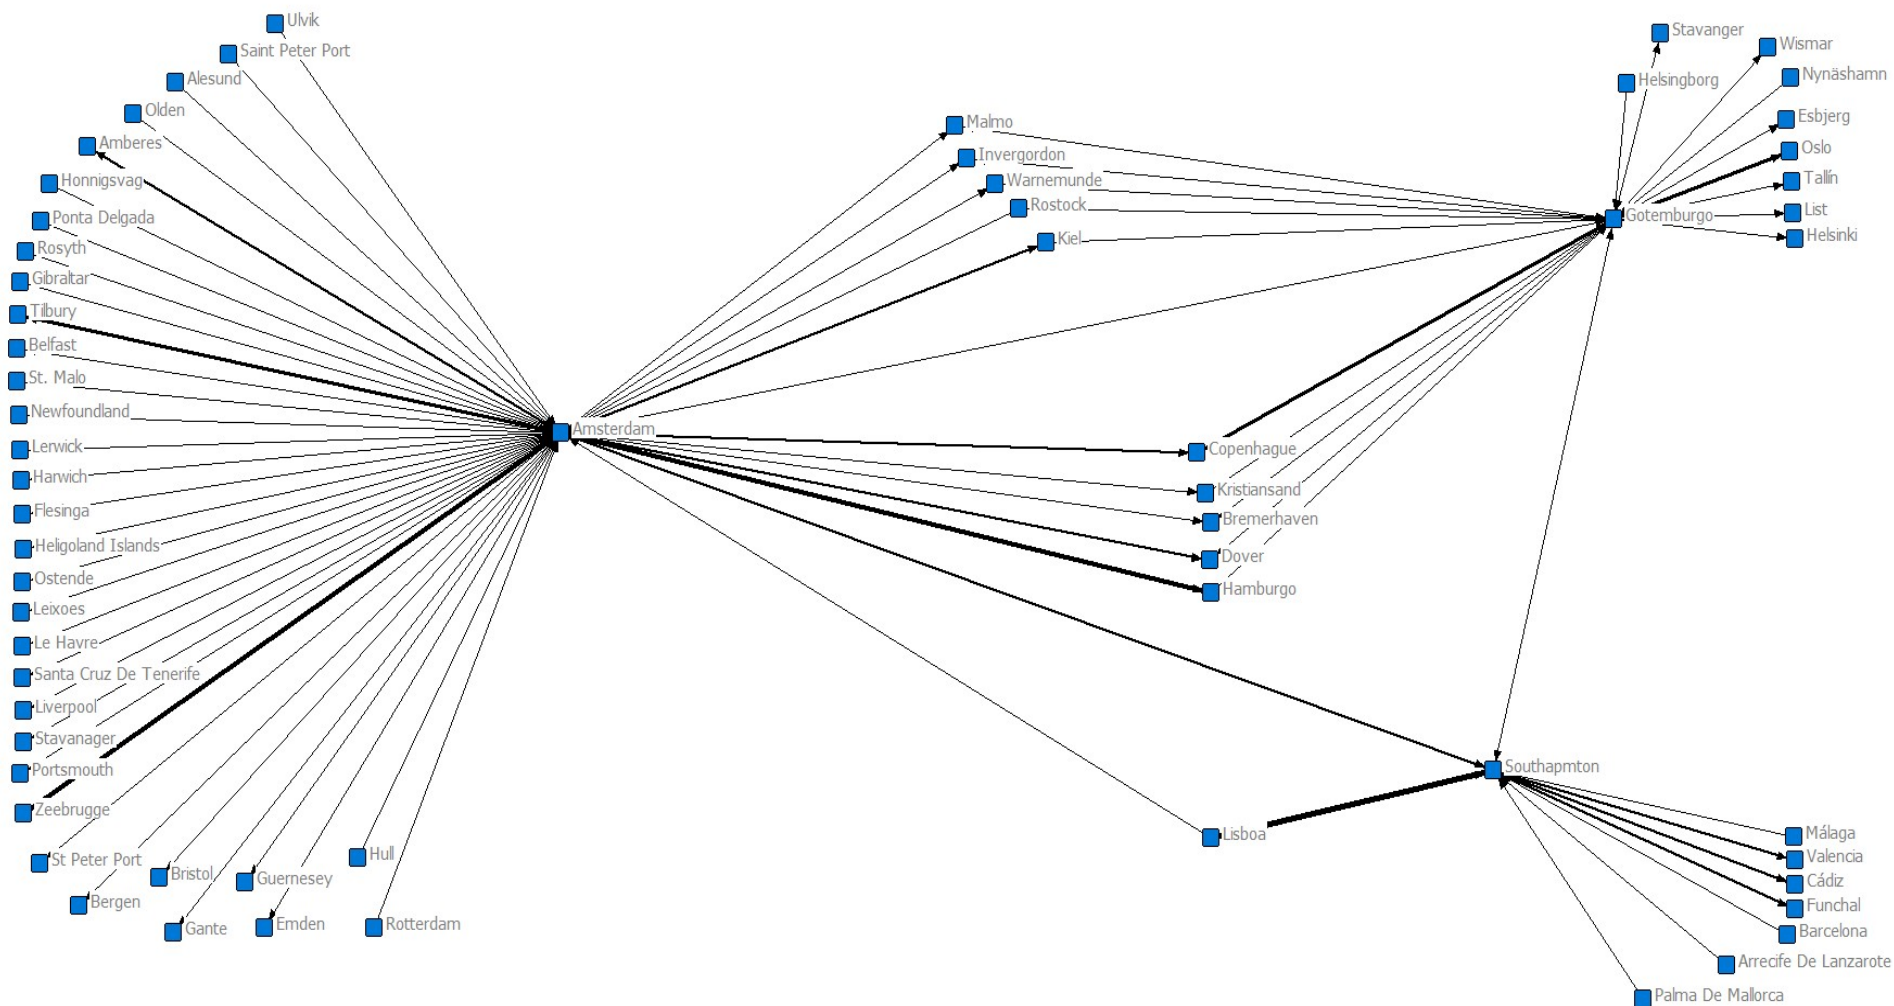 Ulvik
Saint Peter Port
Alesund
Olden
Amberes
Honnigsvag
Ponta Delgada
Rosyth
Gibraltar
Tilbury
Belfast
St. Malo
Newfoundland
Lerwick
Harwich
Flesinga
Heligoland Islands
Ostende
Leixoes
Le Havre
Santa Cruz De Tenerife
Liverpool
Stavanager
Portsmouth
Zeebrugge
St Peter Port
Bergen
Bristol
Gante
Guernesey
Emden
Hull
Rotterdam
Amsterdam
Malmo
Invergordon
Warnemunde
Rostock
Kiel
Copenhague
Kristiansand
Bremerhaven
Dover
Hamburgo
Lisboa
Stavanger
Helsingborg
Wismar
Nynäshamn
Esbjerg
Oslo
Tallín
List
Helsinki
Gotemburgo
Southapmton
Málaga
Valencia
Cádiz
Funchal
Barcelona
Arrecife De Lanzarote
Palma De Mallorca